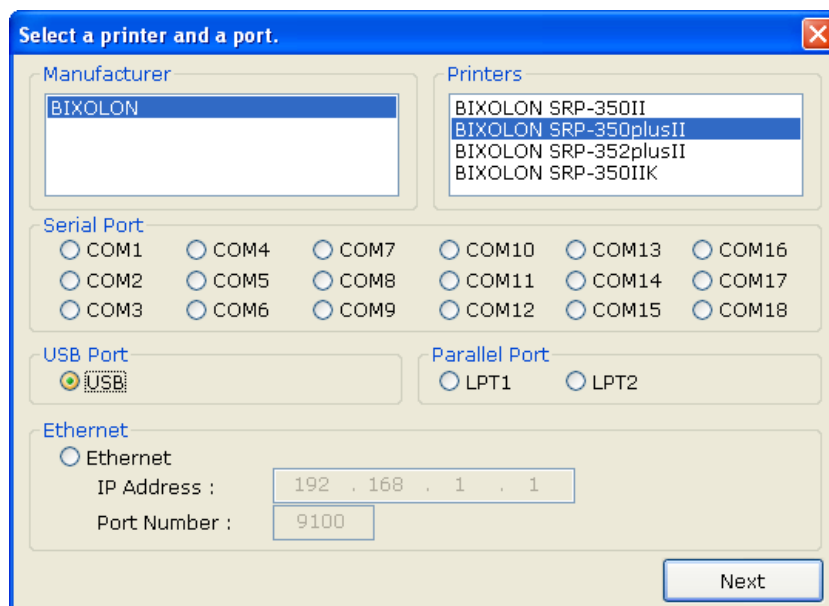 Select a printer and a port.
Manufacturer
BIXOLON
Printers
BIXOLON SRP-350II
BIXOLON SRP-350plusII
BIXOLON SRP-352plusII
BIXOLON SRP-350IIK
Serial Port
COM1 COM4 COM7 COM10 COM13 COM16
COM2 COM5 COM8 COM11 COM14 COM17
COM3 COM6 COM9 COM12 COM15 COM18
USB Port
USB
Parallel Port
LPT1 LPT2
Ethernet
Ethernet
IP Address : 192 . 168 . 1 . 1
Port Number : 9100
Next